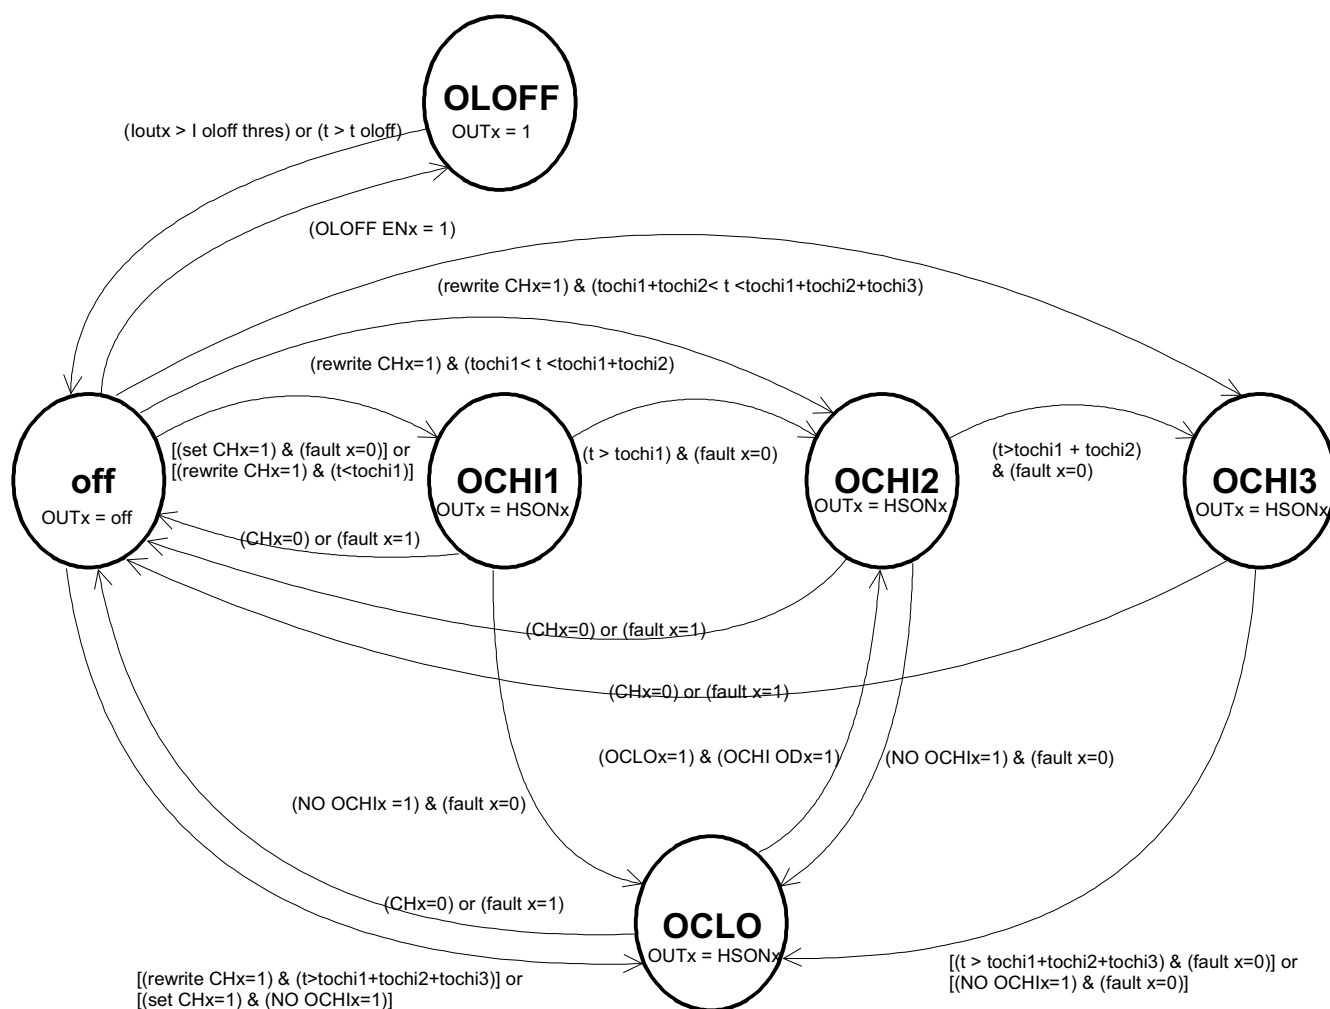 OLOFF
OUTx = 1
(Ioutx > I oloff thres) or (t > t oloff)
(OLOFF ENx = 1)
(rewrite CHx=1) & (tochi1+tochi2< t <tochi1+tochi2+tochi3)
(rewrite CHx=1) & (tochi1< t <tochi1+tochi2)
off
OUTx = off
[(set CHx=1) & (fault x=0)] or
[(rewrite CHx=1) & (t<tochi1)]
OCHI1
OUTx = HSONx
(t > tochi1) & (fault x=0)
OCHI2
OUTx = HSONx
(t>tochi1 + tochi2)
& (fault x=0)
OCHI3
OUTx = HSONx
(CHx=0) or (fault x=1)
(CHx=0) or (fault x=1)
(CHx=0) or (fault x=1)
(OCLOx=1) & (OCHI ODx=1)
(NO OCHIx=1) & (fault x=0)
(NO OCHIx =1) & (fault x=0)
(CHx=0) or (fault x=1)
OCLO
OUTx = HSONx
[(rewrite CHx=1) & (t>tochi1+tochi2+tochi3)] or
[(set CHx=1) & (NO OCHIx=1)]
[(t > tochi1+tochi2+tochi3) & (fault x=0)] or
[(NO OCHIx=1) & (fault x=0)]